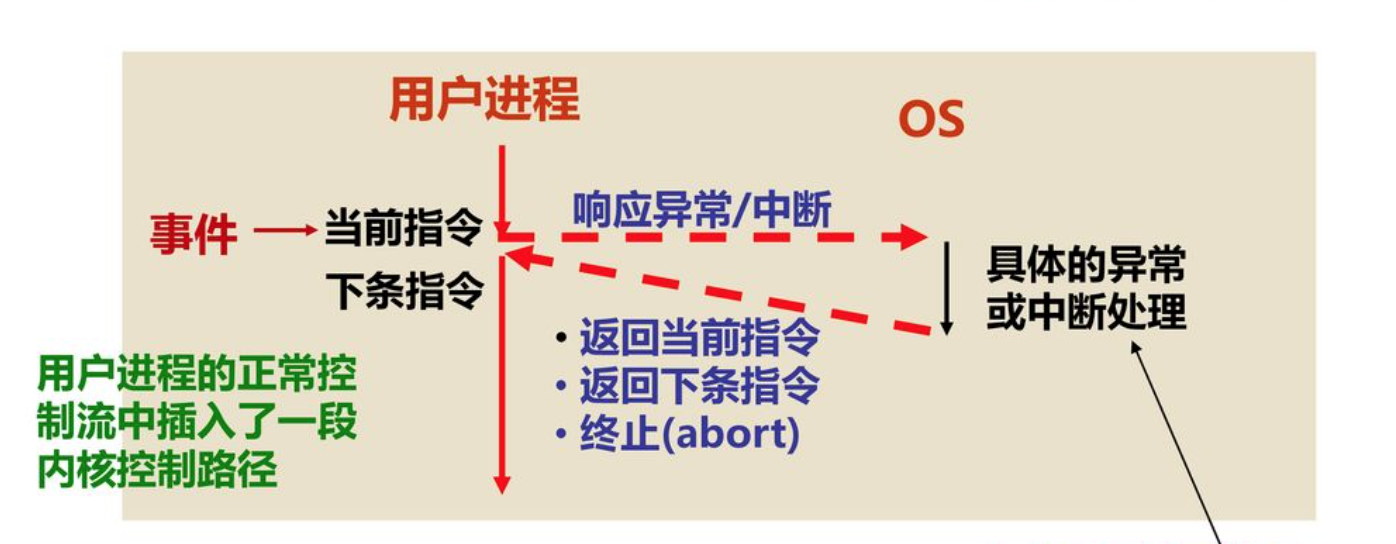 用户进程
OS
响应异常/中断
事件
当前指令
下条指令
具体的异常
或中断处理
• 返回当前指令
• 返回下条指令
• 终止(abort)
用户进程的正常控
制流中插入了一段
内核控制路径